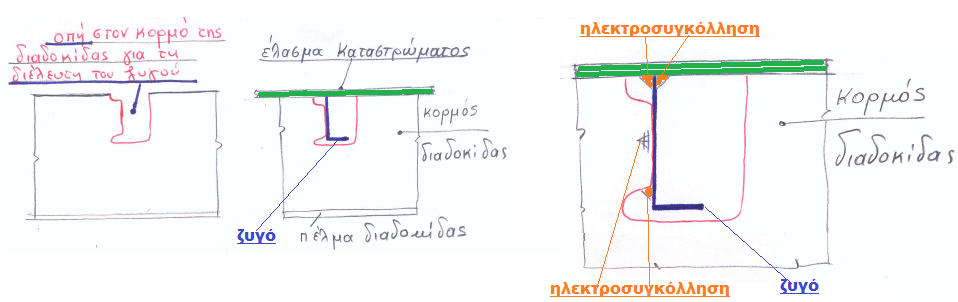 οπή στον κορμό της
διαδοκίδας για τη
διέλευση του ζυγού
έλασμα καταστρώματος
κορμός
διαδοκίδας
ζυγό
πέλμα διαδοκίδας
ηλεκτροσυγκόλληση
κορμός
διαδοκίδας
ηλεκτροσυγκόλληση
ζυγό